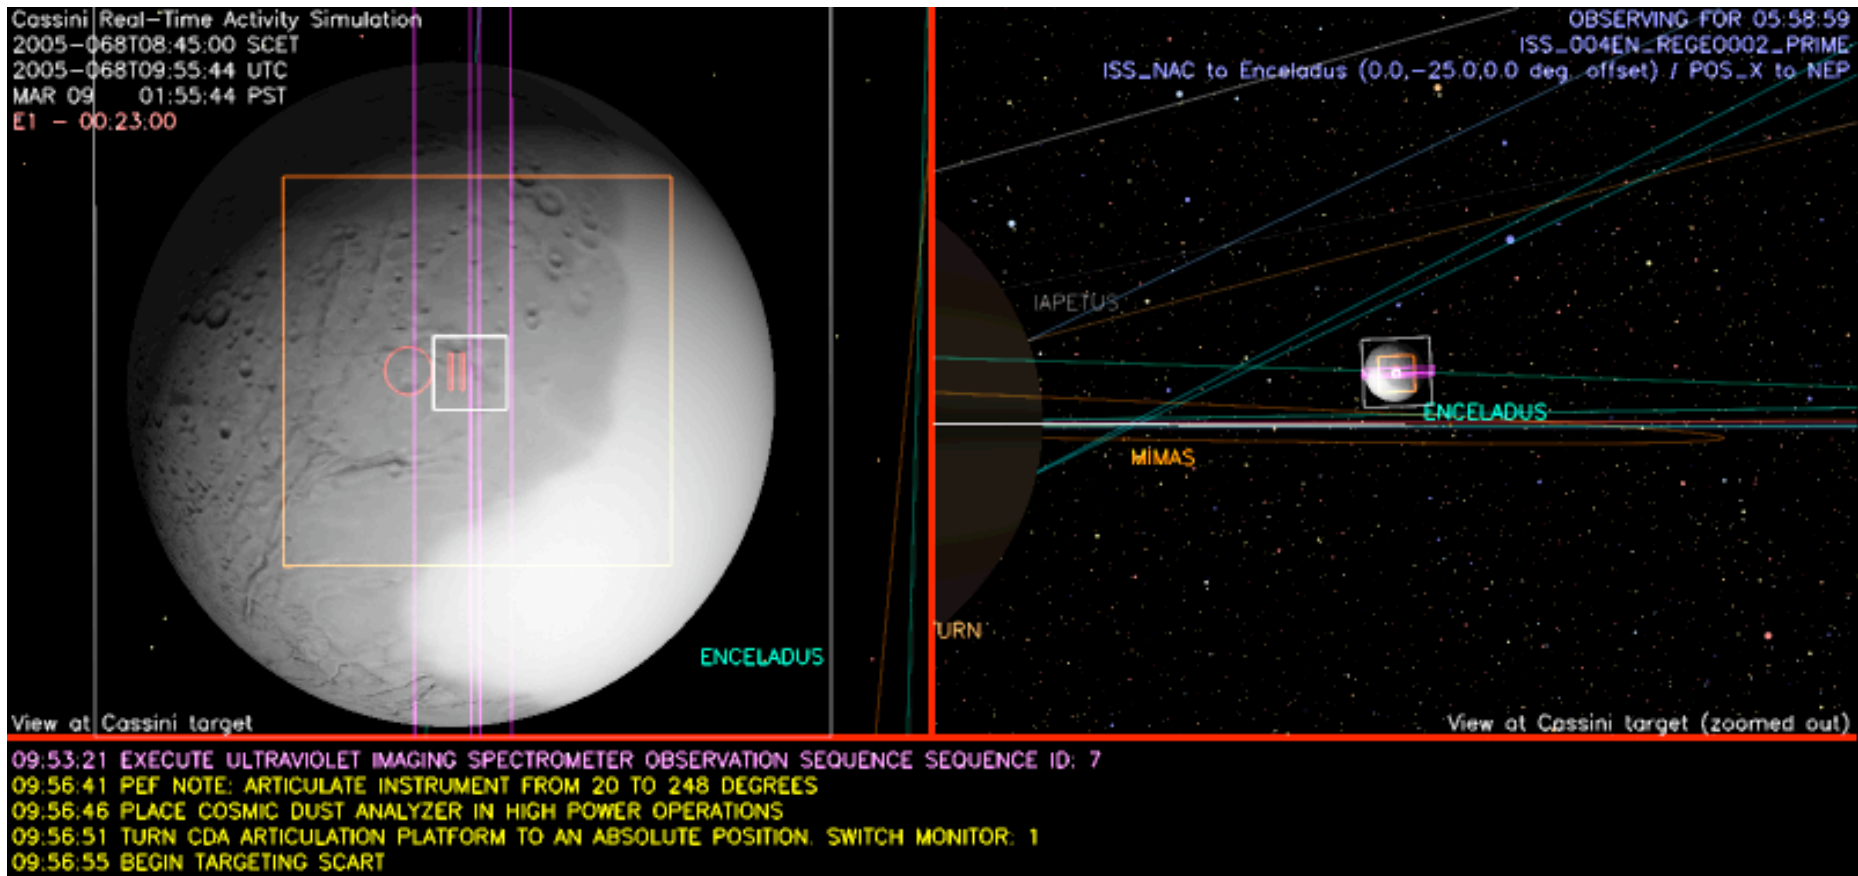 Cassini Real-Time Activity Simulation
2005-068T08:45:00 SCET
2005-068T09:55:44 UTC
MAR 09 01:55:44 PST
E1 - 00:23:00
ENCELADUS
View at Cassini target
OBSERVING FOR 05:58:59
ISS_004EN_REGEO002_PRIME
ISS_NAC to Enceladus (0.0,-25.0,0.0 deg. offset) / POS_X to NEP
IAPETUS
ENCELADUS
MIMAS
URN
View at Cassini target (zoomed out)
09:53:21 EXECUTE ULTRAVIOLET IMAGING SPECTROMETER OBSERVATION SEQUENCE SEQUENCE ID: 7
09:56:41 PEF NOTE: ARTICULATE INSTRUMENT FROM 20 TO 248 DEGREES
09:56:46 PLACE COSMIC DUST ANALYZER IN HIGH POWER OPERATIONS
09:56:51 TURN CDA ARTICULATION PLATFORM TO AN ABSOLUTE POSITION. SWITCH MONITOR: 1
09:56:55 BEGIN TARGETING SCART